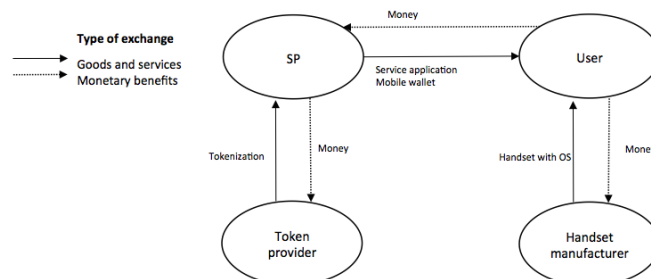 Type of exchange
Goods and services
Monetary benefits
Money
SP
User
Service application
Mobile wallet
Tokenization
Money
Handset with OS
Mone
Token
provider
Handset
manufacturer